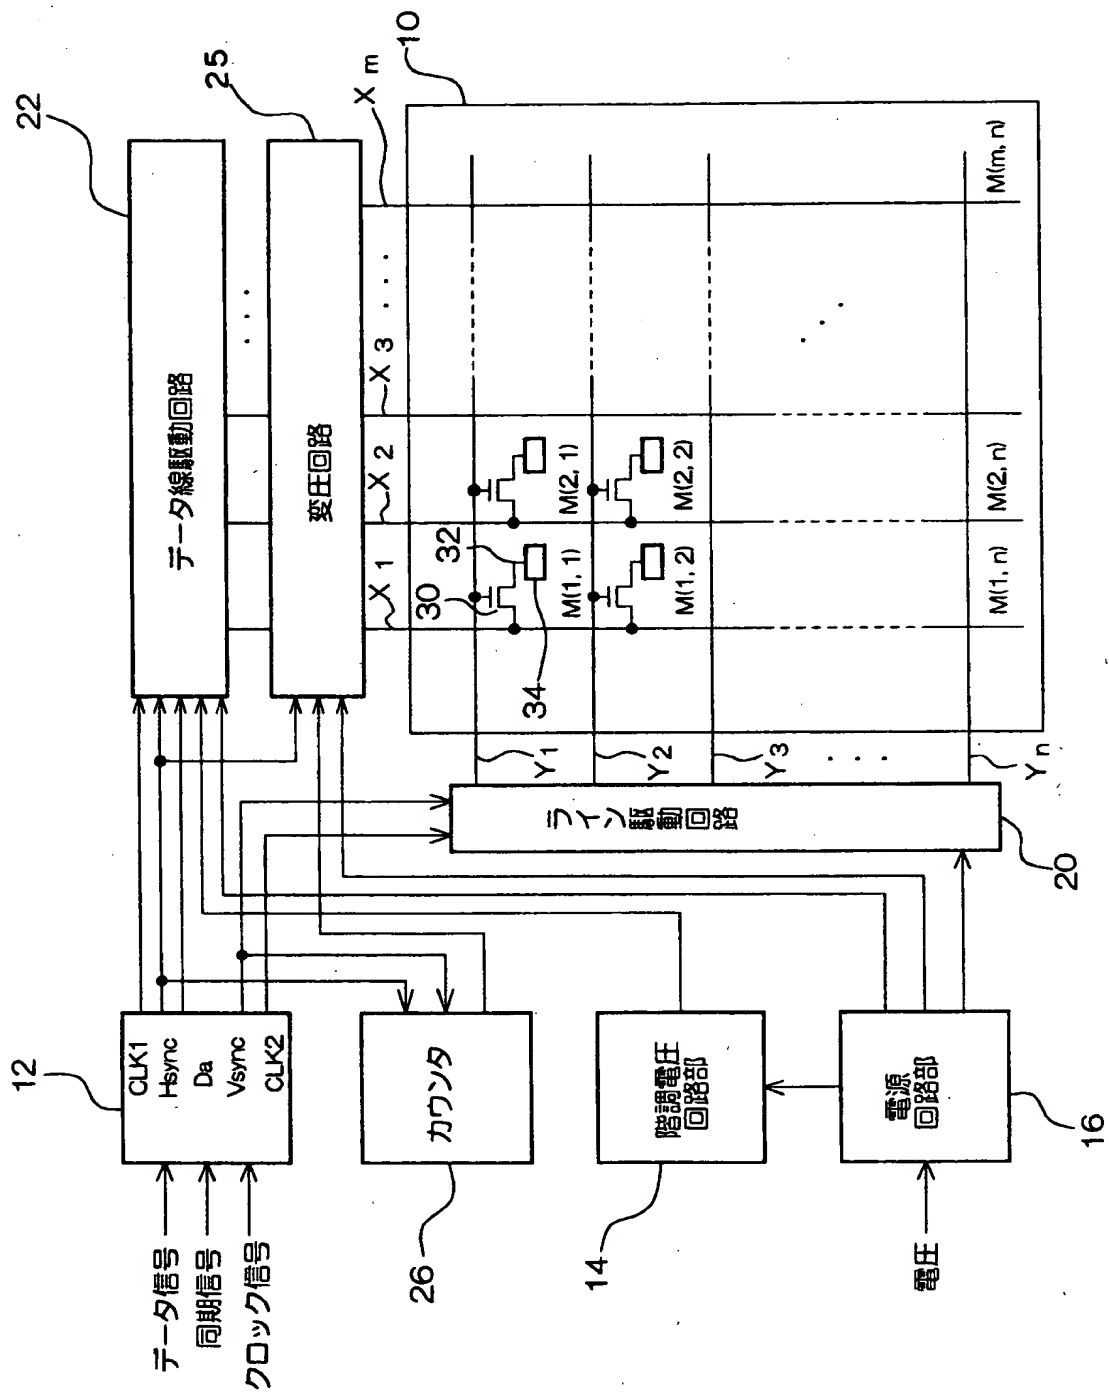 22
25
10
データ線駆動回路
変圧回路
X1
X2
X3
Xm
. . .
12
CLK1
Hsync
Da
Vsync
CLK2
データ信号
同期信号
クロック信号
カウンタ
26
階調電圧
回路部
14
電源
回路部
16
電圧
ライン駆動回路
20
Y1
Y2
Y3
Yn
30
32
34
M(1, 1)
M(2, 1)
M(1, 2)
M(2, 2)
M(1, n)
M(2, n)
M(m, n)